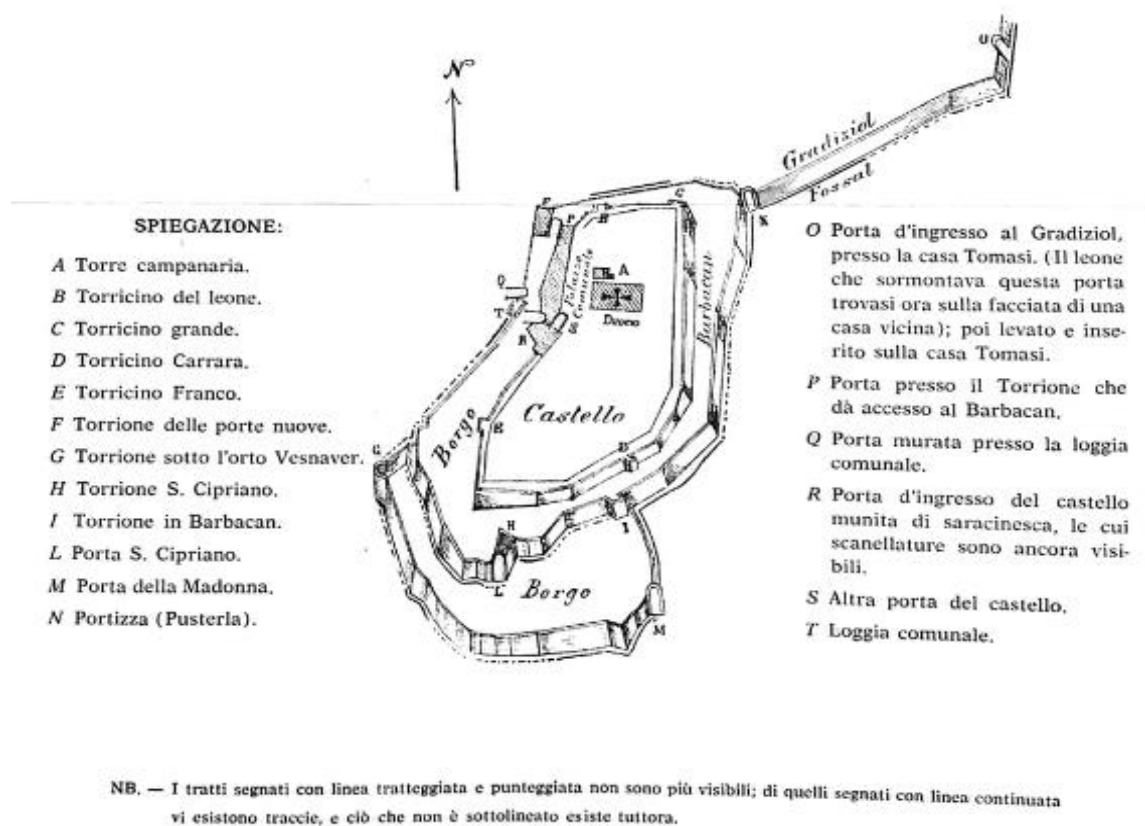 N
O
Gradiziol
Fossal
SPIEGAZIONE:
A Torre campanaria.
B Torricino del leone.
C Torricino grande.
D Torricino Carrara.
E Torricino Franco.
F Torrione delle porte nuove.
G Torrione sotto l'orto Vesnaver.
H Torrione S. Cipriano.
I Torrione in Barbacan.
L Porta S. Cipriano.
M Porta della Madonna.
N Portizza (Pusterla).
F
P
B
C
N
Palazzo
Comunale
A
Duomo
Barbacan
Q
T
S
R
Castello
Borgo
E
D
G
H
I
L
Borgo
M
O Porta d'ingresso al Gradiziol,
presso la casa Tomasi. (Il leone
che sormontava questa porta
trovasi ora sulla facciata di una
casa vicina); poi levato e inse-
rito sulla casa Tomasi.
P Porta presso il Torrione che
dà accesso al Barbacan.
Q Porta murata presso la loggia
comunale.
R Porta d'ingresso del castello
munita di saracinesca, le cui
scanellature sono ancora visi-
bili.
S Altra porta del castello.
T Loggia comunale.
NB. — I tratti segnati con linea tratteggiata e punteggiata non sono più visibili; di quelli segnati con linea continuata
vi esistono traccie, e ciò che non è sottolineato esiste tuttora.